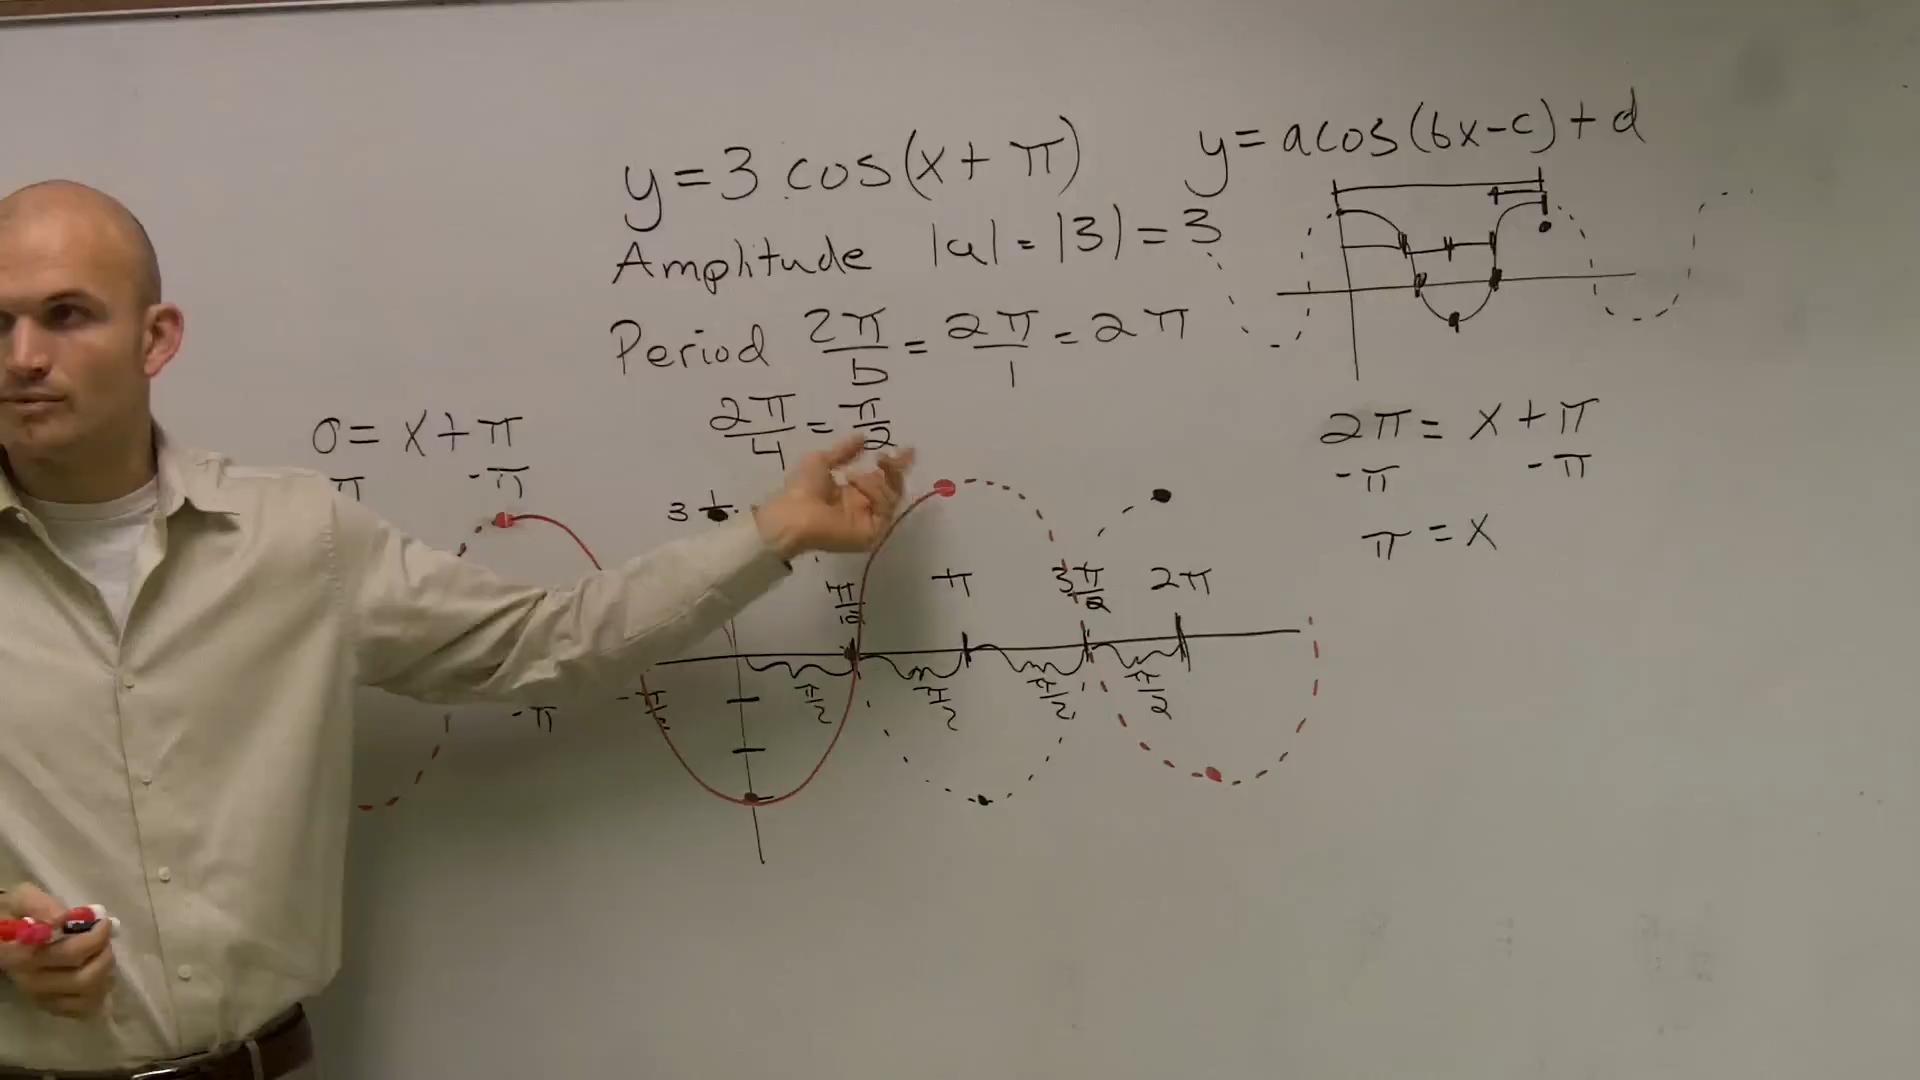 y = 3 cos(x + π)
y = a cos(bx - c) + d
Amplitude |a| = |3| = 3
Period 2π/b = 2π/1 = 2π
2π/4 = π/2
0 = x + π
π -π
2π = x + π
-π -π
π = x
3
π/2 π 3π/2 2π
-π -π/2 π/2 π/2 π/2 π/2